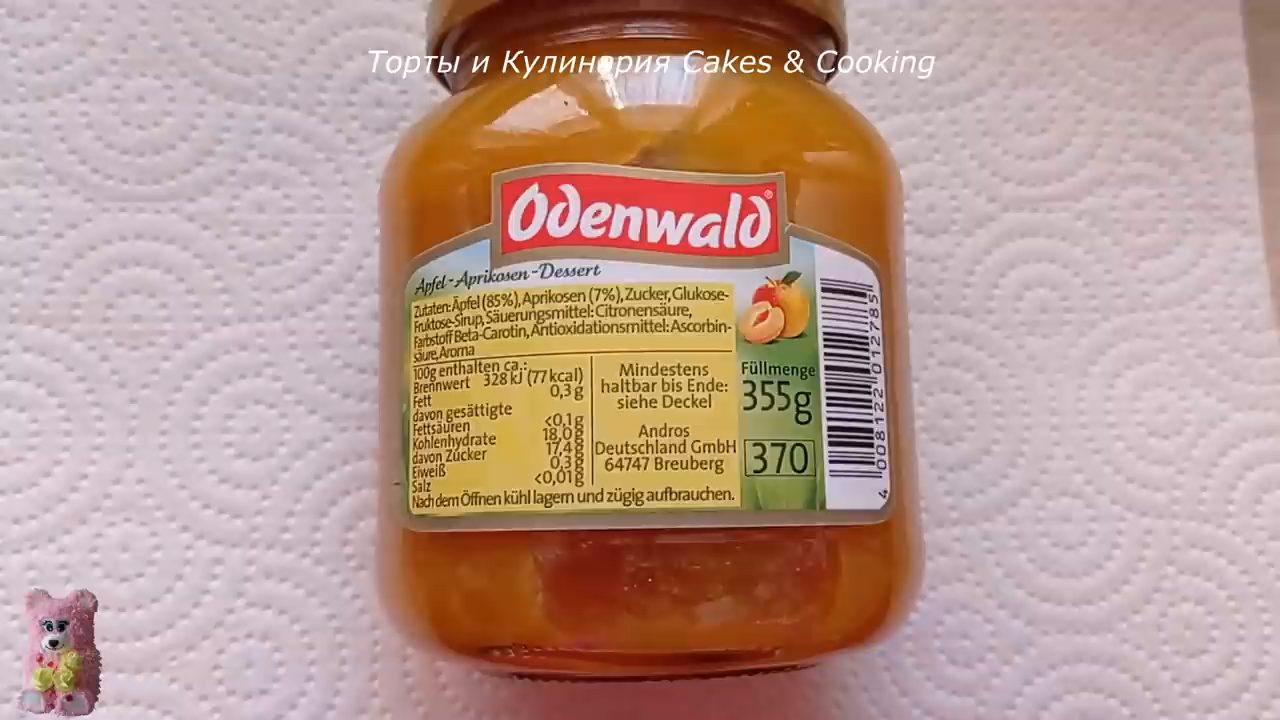 Торты и Кулинария Cakes & Cooking
Odenwald®
Apfel-Aprikosen-Dessert
Zutaten: Äpfel (85%), Aprikosen (7%), Zucker, Glukose-
Fruktose-Sirup, Säuerungsmittel: Citronensäure,
Farbstoff Beta-Carotin, Antioxidationsmittel: Ascorbin-
säure, Aroma
100g enthalten ca.:
Brennwert 328 kJ (77 kcal)
Fett 0,3 g
davon gesättigte
Fettsäuren <0,1 g
Kohlenhydrate 18,0 g
davon Zucker 17,4 g
Eiweiß 0,3 g
Salz <0,01 g
Mindestens
haltbar bis Ende:
siehe Deckel
Andros
Deutschland GmbH
64747 Breuberg
Nach dem Öffnen kühl lagern und zügig aufbrauchen.
Füllmenge
355g
370
4 008122 012785